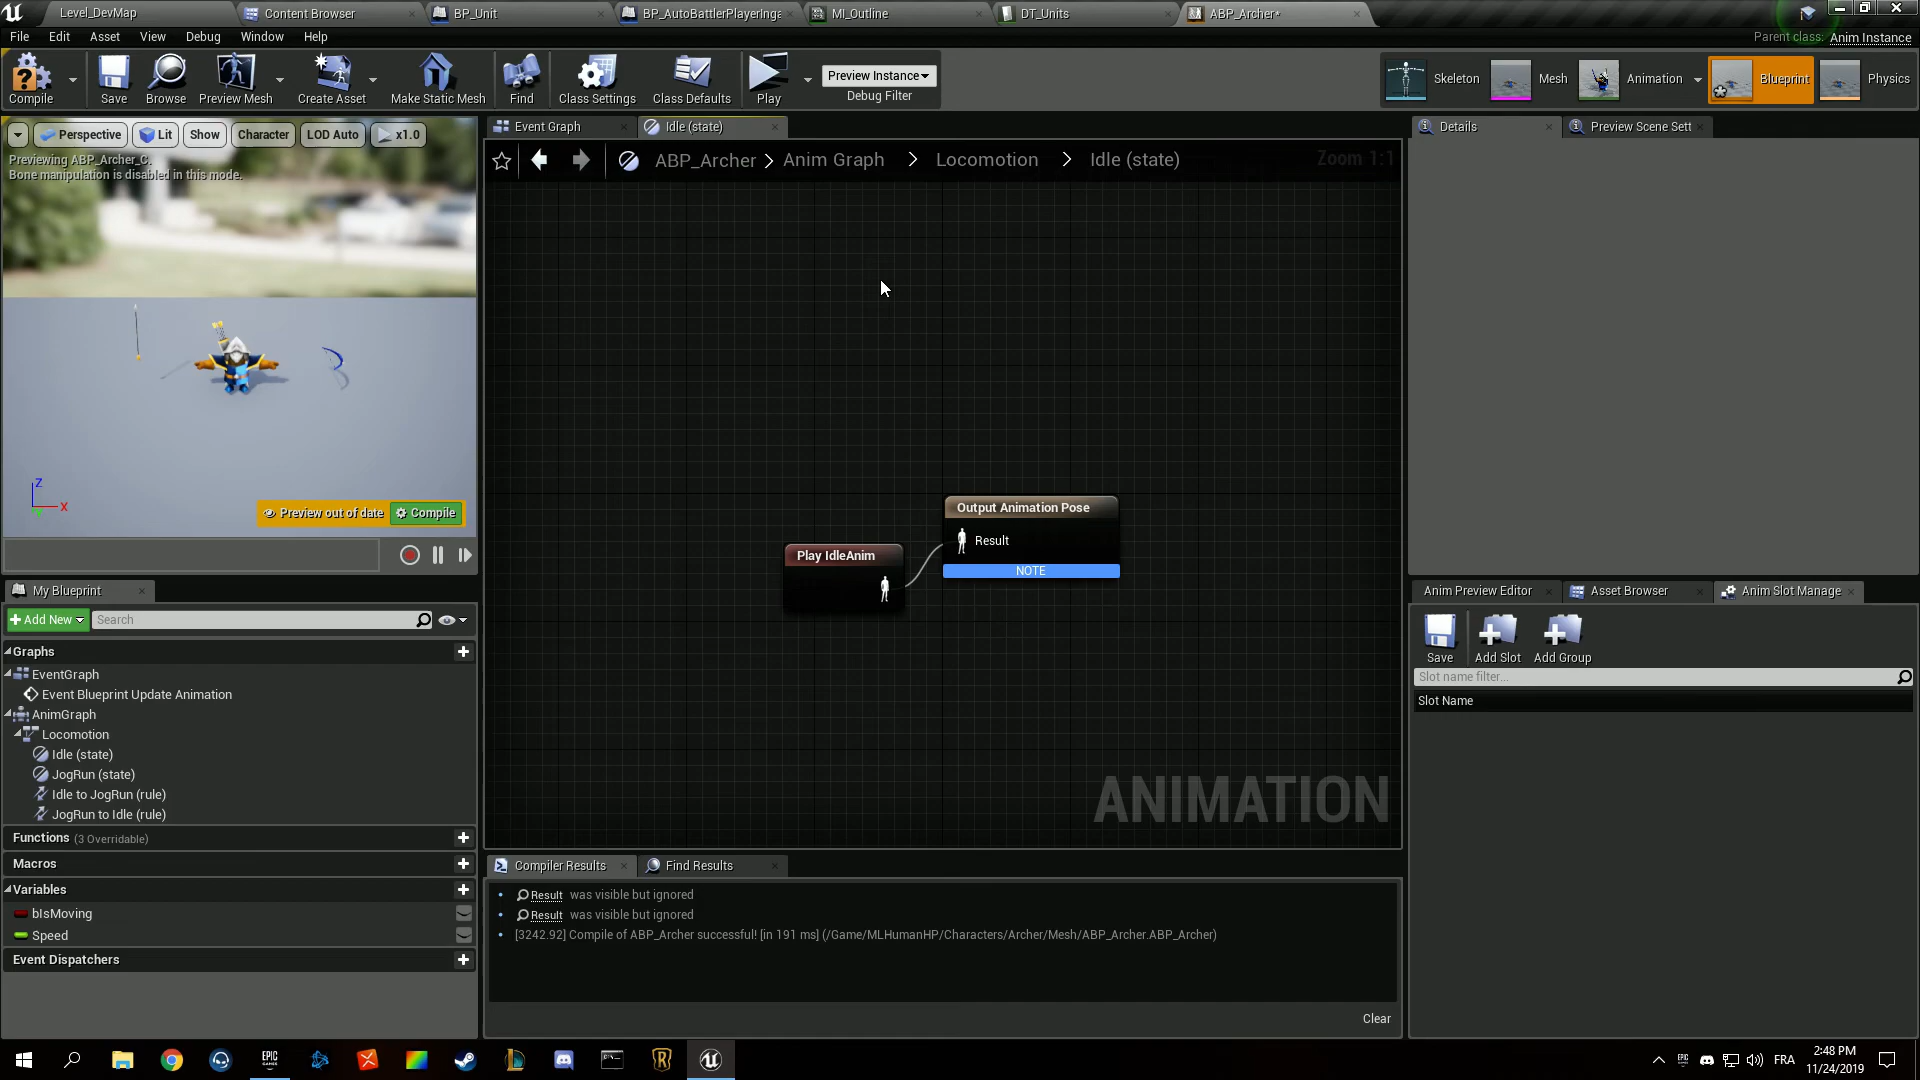 Level_DevMap
Content Browser
BP_Unit
BP_AutoBattlerPlayerInga
MI_Outline
DT_Units
ABP_Archer*
File
Edit
Asset
View
Debug
Window
Help
Parent class: Anim Instance
Compile
Save
Browse
Preview Mesh
Create Asset
Make Static Mesh
Find
Class Settings
Class Defaults
Play
Preview Instance
Debug Filter
Skeleton
Mesh
Animation
Blueprint
Physics
Perspective
Lit
Show
Character
LOD Auto
x1.0
Previewing ABP_Archer_C.
Bone manipulation is disabled in this mode.
Z
X
Preview out of date
Compile
Event Graph
Idle (state)
ABP_Archer > Anim Graph > Locomotion > Idle (state)
Zoom 1:1
Play IdleAnim
Output Animation Pose
Result
NOTE
ANIMATION
Details
Preview Scene Sett
My Blueprint
Add New
Search
Graphs
EventGraph
Event Blueprint Update Animation
AnimGraph
Locomotion
Idle (state)
JogRun (state)
Idle to JogRun (rule)
JogRun to Idle (rule)
Functions (3 Overridable)
Macros
Variables
bIsMoving
Speed
Event Dispatchers
Compiler Results
Find Results
Result was visible but ignored
Result was visible but ignored
[3242.92] Compile of ABP_Archer successful! [in 191 ms] (/Game/MLHumanHP/Characters/Archer/Mesh/ABP_Archer.ABP_Archer)
Clear
Anim Preview Editor
Asset Browser
Anim Slot Manage
Save
Add Slot
Add Group
Slot name filter...
Slot Name
EPIC
GAMES
FRA
2:48 PM
11/24/2019